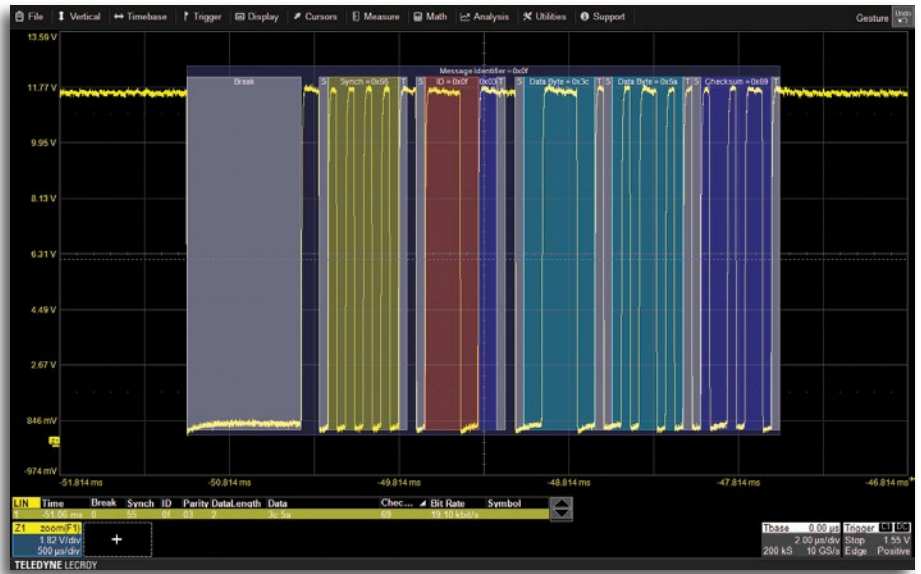 File Vertical Timebase Trigger Display Cursors Measure Math Analysis Utilities Support Gesture Undo
13.59 V
Message Identifier = 0x0f
Break S Synch = 0x55 T S ID = 0x0f 0x03 T S Data Byte = 0x3c T S Data Byte = 0x5a T S Checksum = 0x69 T
11.77 V
9.95 V
8.13 V
6.31 V
4.49 V
2.67 V
846 mV
Z1
-974 mV
-51.814 ms -50.814 ms -49.814 ms -48.814 ms -47.814 ms -46.814 ms
LIN Time Break Synch ID Parity DataLength Data Chec... Bit Rate Symbol
1 -51.06 ms 0 55 0f 03 2 3c 5a 69 19.10 kbit/s
Z1 zoom(F1) Tbase 0.00 µs Trigger C1 DC
1.82 V/div + 2.00 µs/div Stop 1.55 V
500 µs/div 200 kS 10 GS/s Edge Positive
TELEDYNE LECROY